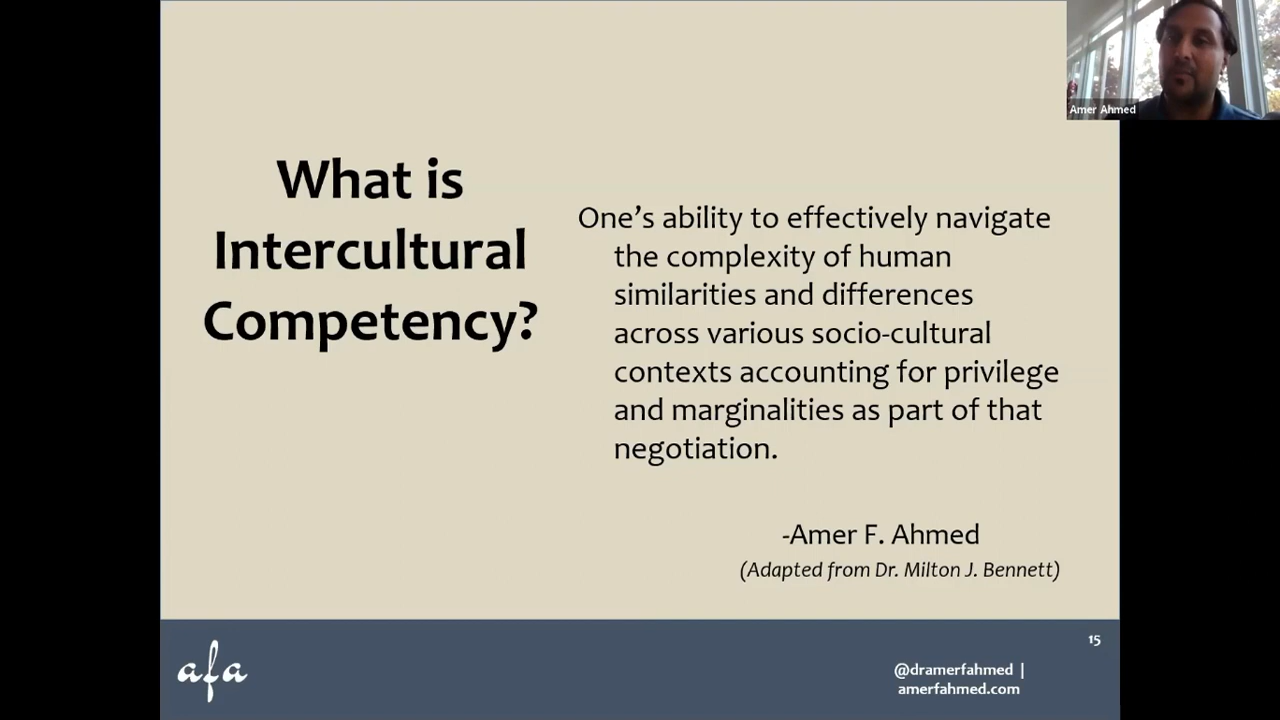 Amer Ahmed
What is
Intercultural
Competency?
One’s ability to effectively navigate
the complexity of human
similarities and differences
across various socio-cultural
contexts accounting for privilege
and marginalities as part of that
negotiation.
-Amer F. Ahmed
(Adapted from Dr. Milton J. Bennett)
15
afa
@dramerfahmed |
amerfahmed.com